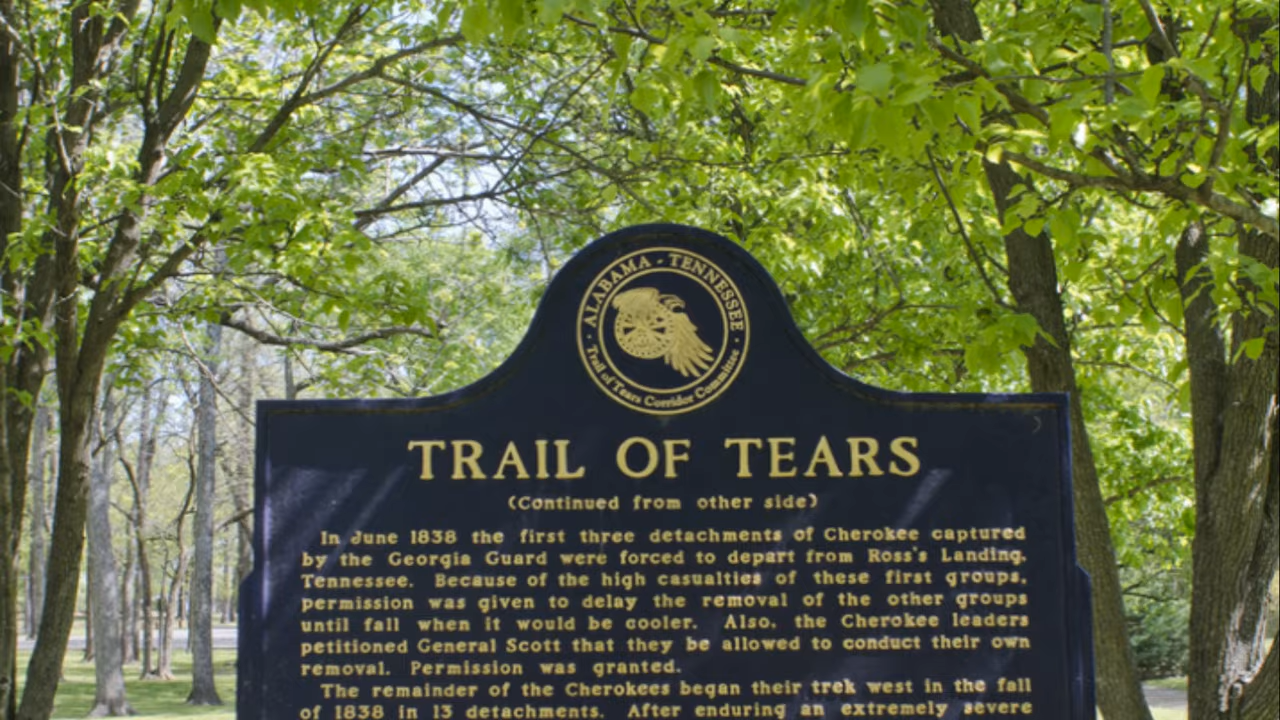 ALABAMA - TENNESSEE
Trail of Tears Corridor Committee
TRAIL OF TEARS
(Continued from other side)
In June 1838 the first three detachments of Cherokee captured
by the Georgia Guard were forced to depart from Ross's Landing,
Tennessee. Because of the high casualties of these first groups,
permission was given to delay the removal of the other groups
until fall when it would be cooler. Also, the Cherokee leaders
petitioned General Scott that they be allowed to conduct their own
removal. Permission was granted.
The remainder of the Cherokees began their trek west in the fall
of 1838 in 13 detachments. After enduring an extremely severe